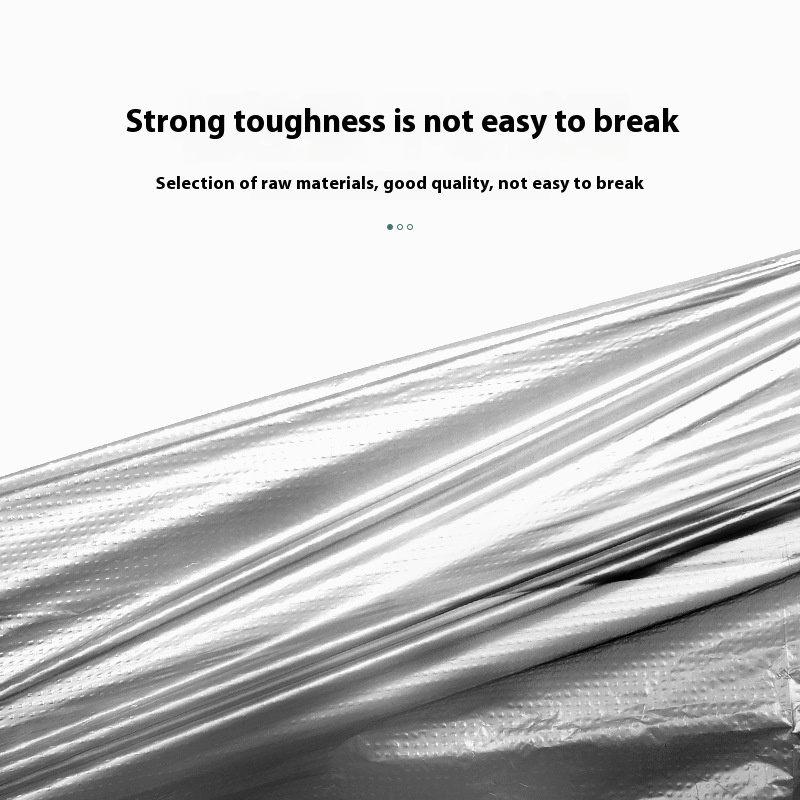 Strong toughness is not easy to break
Selection of raw materials, good quality, not easy to break